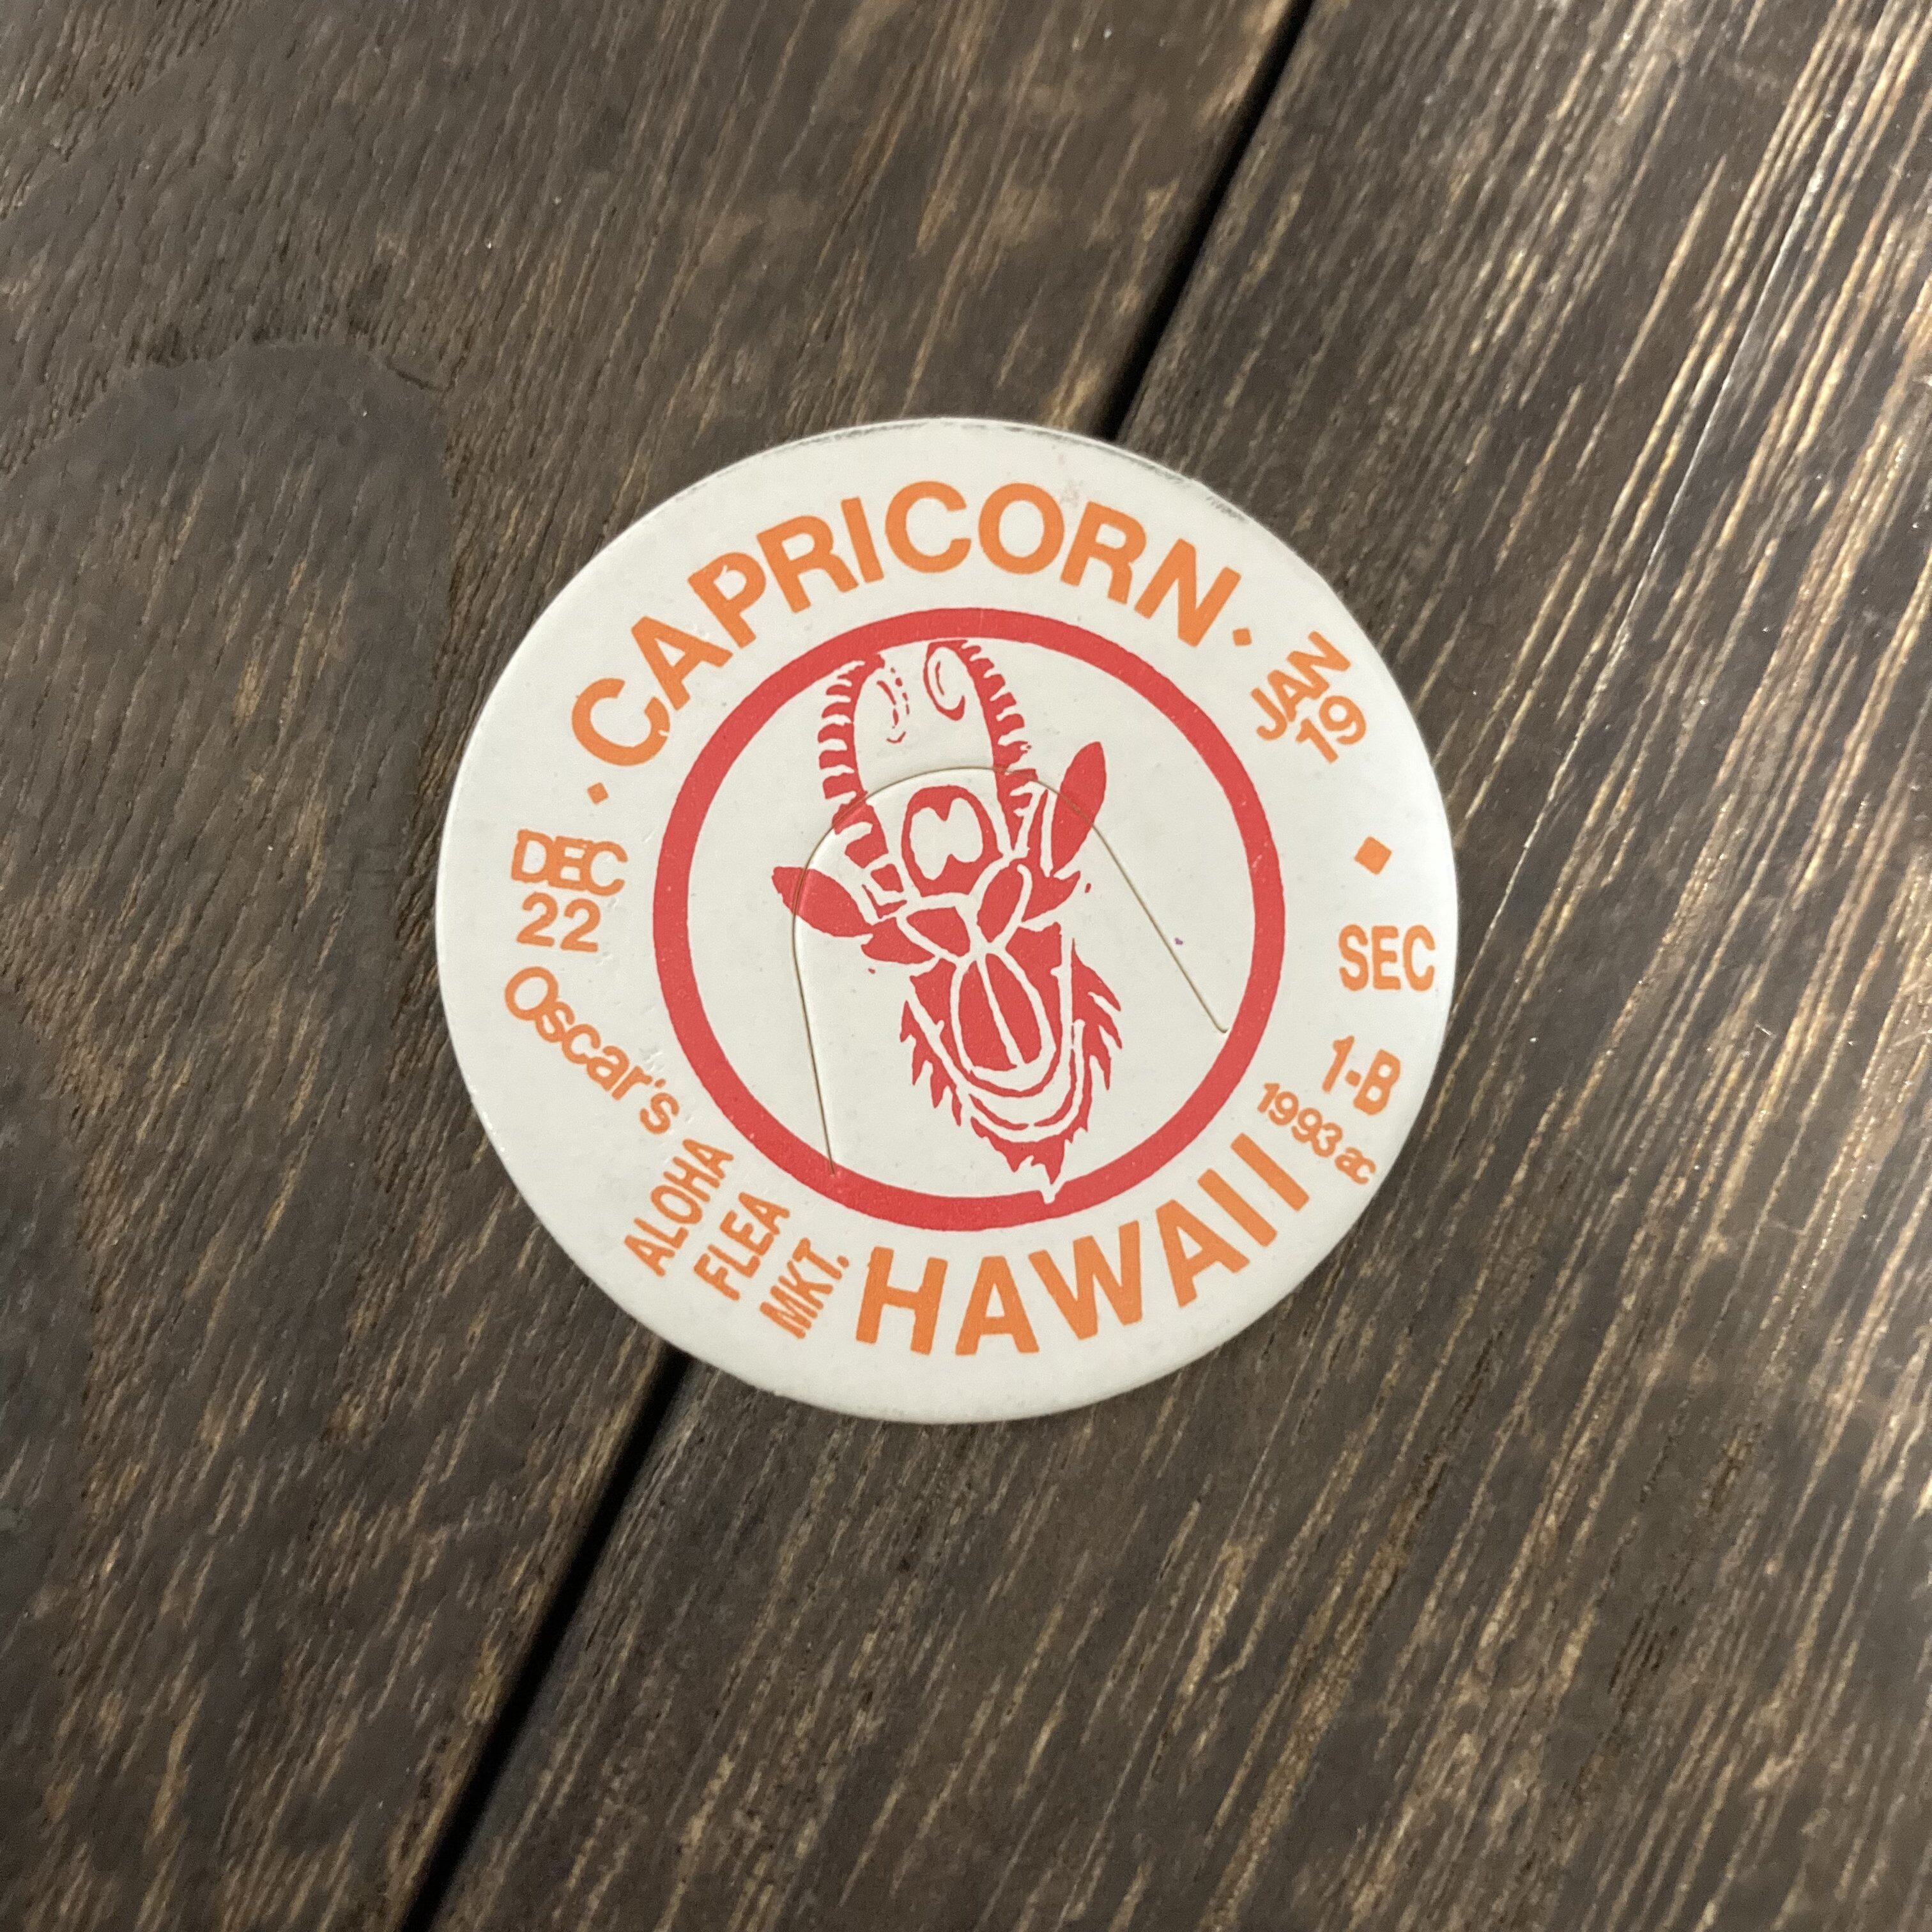 · CAPRICORN ·
DEC
22
JAN
19
SEC
1-B
Oscar's
ALOHA
FLEA
MKT.
HAWAII
1993 ac